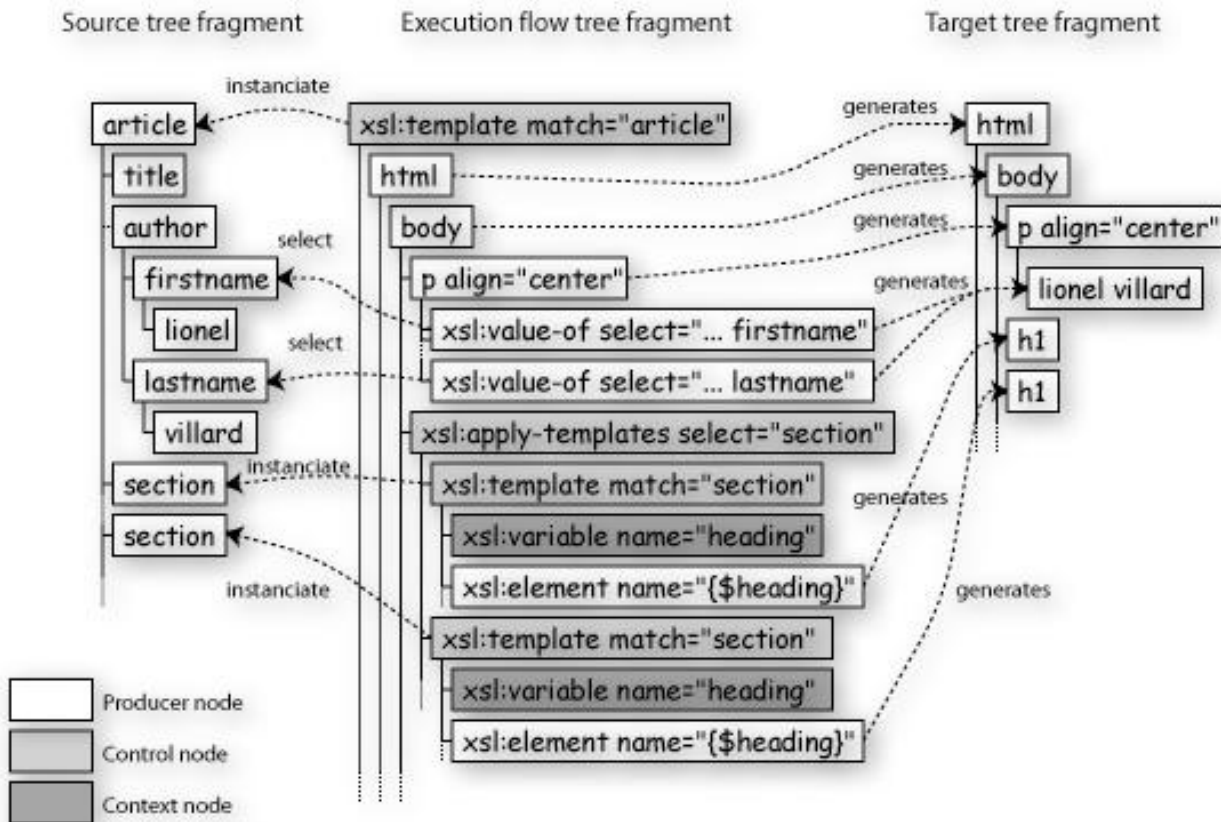 Source tree fragment
Execution flow tree fragment
Target tree fragment
instanciate
generates
article
xsl:template match="article"
html
title
html
generates
body
author
body
generates
p align="center"
select
firstname
p align="center"
generates
lionel villard
lionel
xsl:value-of select="... firstname"
h1
select
lastname
xsl:value-of select="... lastname"
h1
villard
xsl:apply-templates select="section"
instanciate
section
xsl:template match="section"
generates
section
xsl:variable name="heading"
instanciate
xsl:element name="{$heading}"
generates
xsl:template match="section"
xsl:variable name="heading"
xsl:element name="{$heading}"
Producer node
Control node
Context node